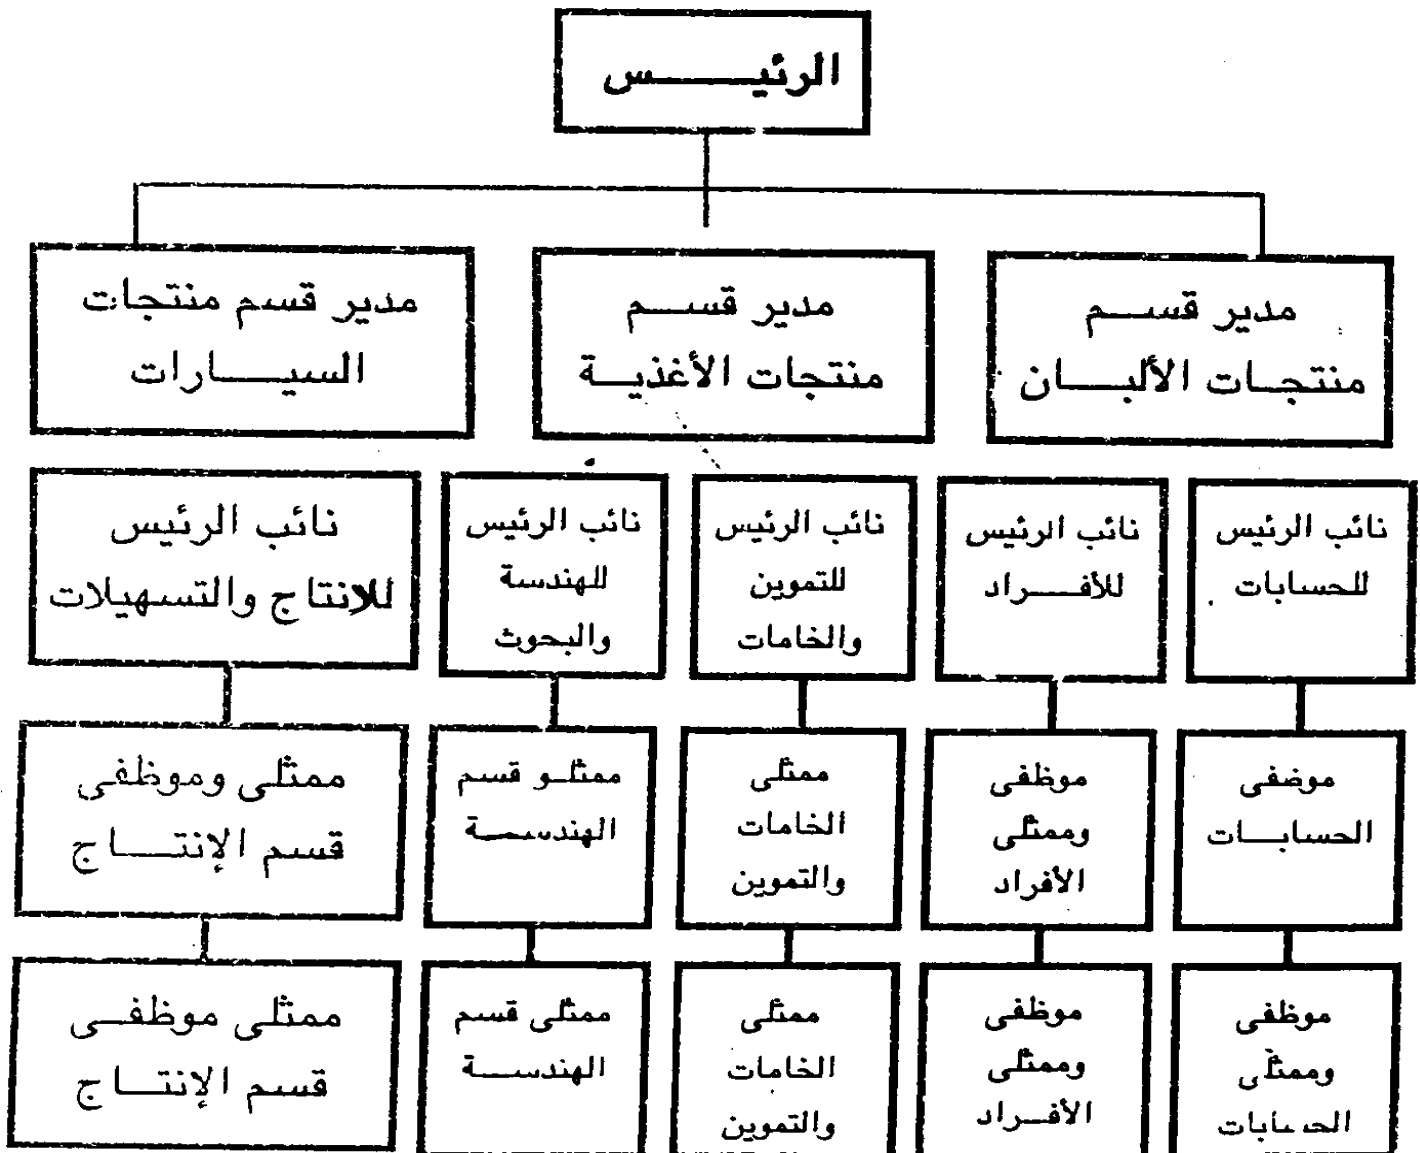 الرئيس
مدير قسم
منتجات الألبان
مدير قسم
منتجات الأغذية
مدير قسم منتجات
السيارات
نائب الرئيس
للحسابات
نائب الرئيس
للأفراد
نائب الرئيس
للتموين
والخامات
نائب الرئيس
للهندسة
والبحوث
نائب الرئيس
للانتاج والتسهيلات
موضفى
الحسابات
موظفى
وممثلى
الأفراد
ممثلى
الخامات
والتموين
ممثلو قسم
الهندسة
ممثلى وموظفى
قسم الإنتاج
موظفى
وممثلى
الحسابات
موظفى
وممثلى
الأفراد
ممثلى
الخامات
والتموين
ممثلى قسم
الهندسة
ممثلى موظفى
قسم الإنتاج